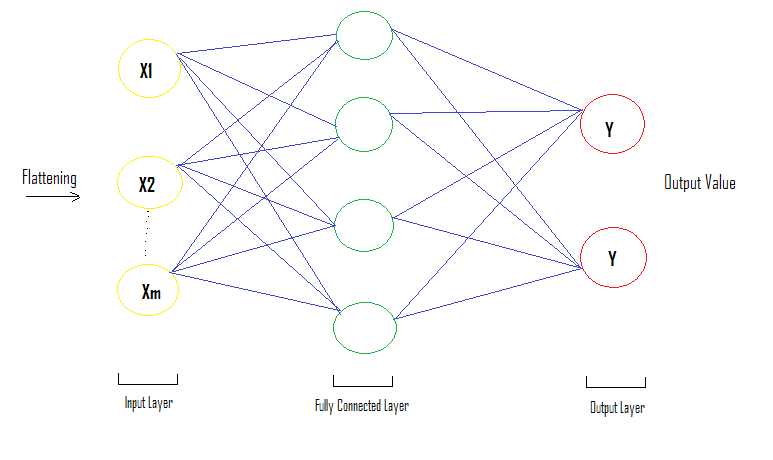 X1
Flattening
X2
Xm
Y
Y
Output Value
Input Layer
Fully Connected Layer
Output Layer